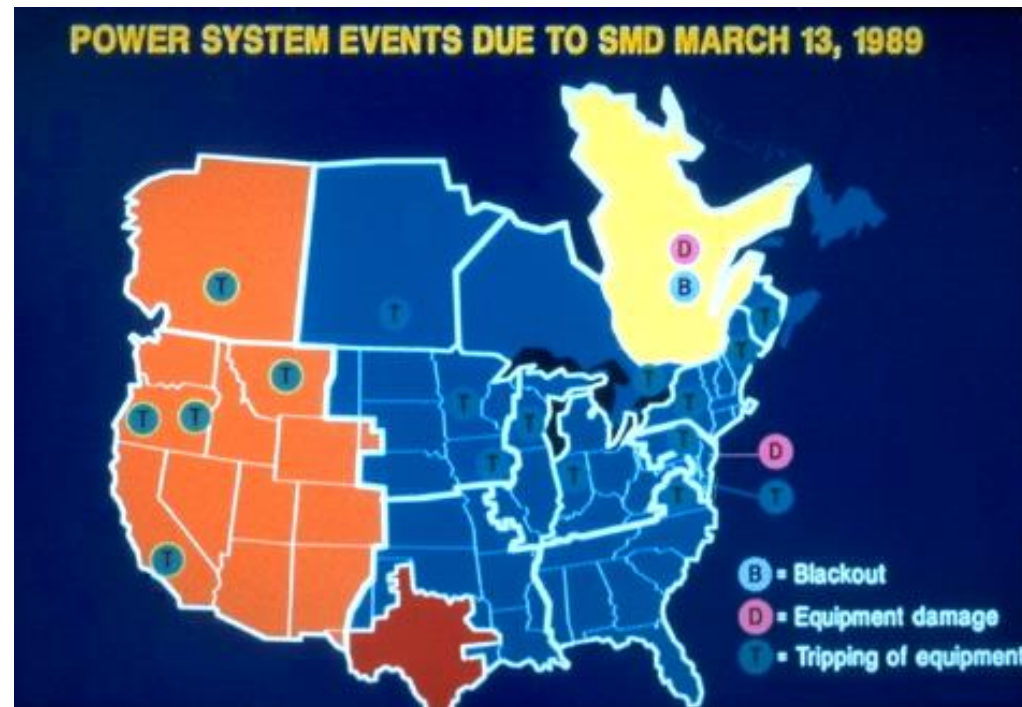 POWER SYSTEM EVENTS DUE TO SMD MARCH 13, 1989
D
T
B
T
T
T
T
T
T
T
T
T
T
T
D
T
T
T
T
T
B = Blackout
D = Equipment damage
T = Tripping of equipment